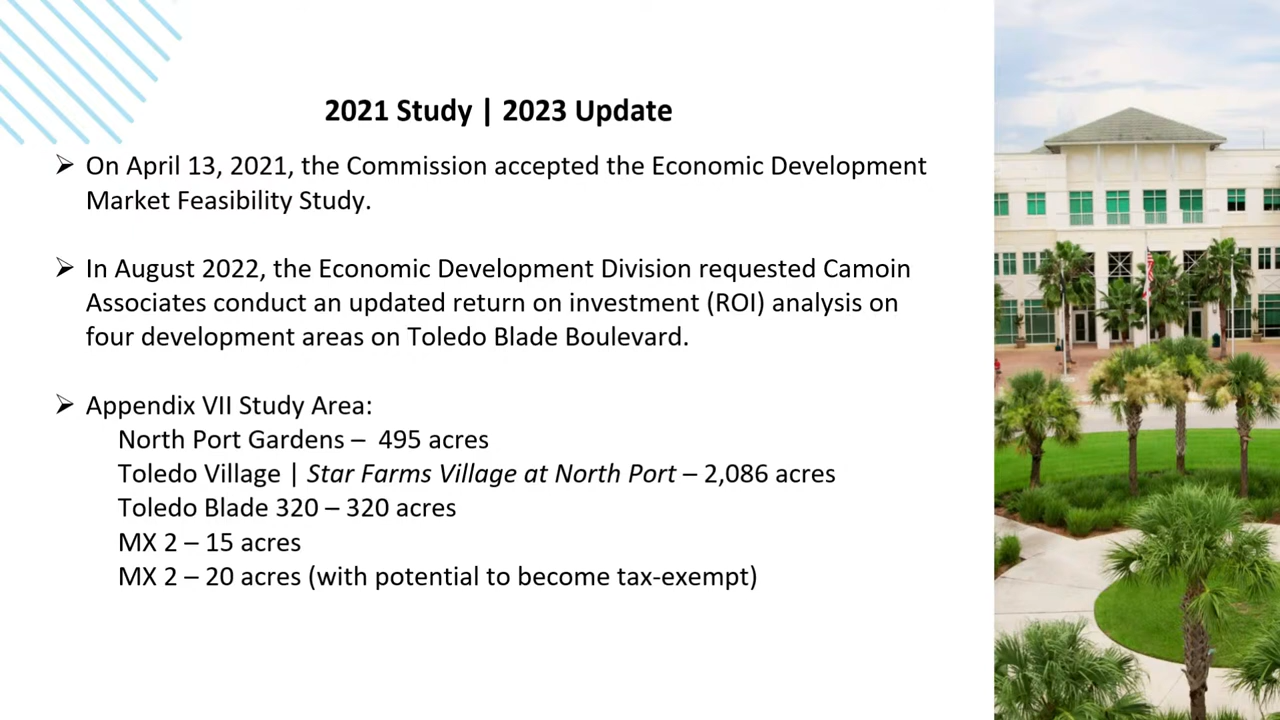 2021 Study | 2023 Update
➢ On April 13, 2021, the Commission accepted the Economic Development
Market Feasibility Study.
➢ In August 2022, the Economic Development Division requested Camoin
Associates conduct an updated return on investment (ROI) analysis on
four development areas on Toledo Blade Boulevard.
➢ Appendix VII Study Area:
North Port Gardens – 495 acres
Toledo Village | Star Farms Village at North Port – 2,086 acres
Toledo Blade 320 – 320 acres
MX 2 – 15 acres
MX 2 – 20 acres (with potential to become tax-exempt)